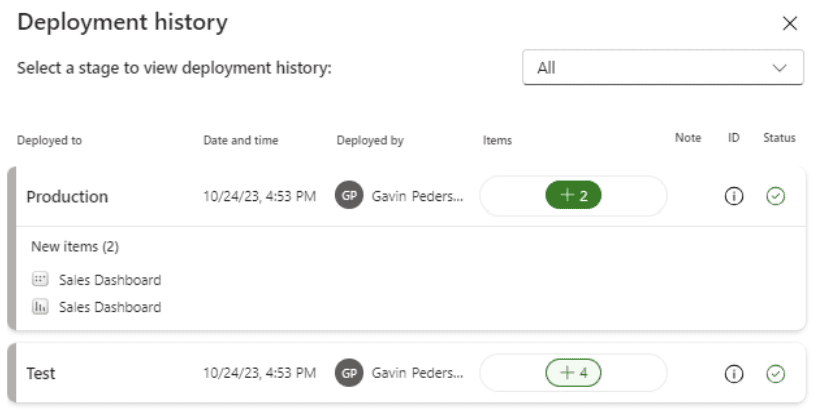 Deployment history
Select a stage to view deployment history:
All
Deployed to Date and time Deployed by Items Note ID Status
Production 10/24/23, 4:53 PM GP Gavin Peders... + 2
New items (2)
Sales Dashboard
Sales Dashboard
Test 10/24/23, 4:53 PM GP Gavin Peders... + 4